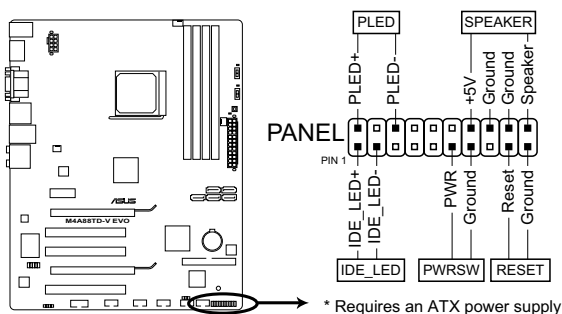 PLED
SPEAKER
PLED+
PLED-
+5V
Ground
Ground
Speaker
PANEL
PIN 1
IDE_LED+
IDE_LED-
PWR
Ground
Reset
Ground
IDE_LED
PWRSW
RESET
* Requires an ATX power supply
ASUS
M4A88TD-V EVO